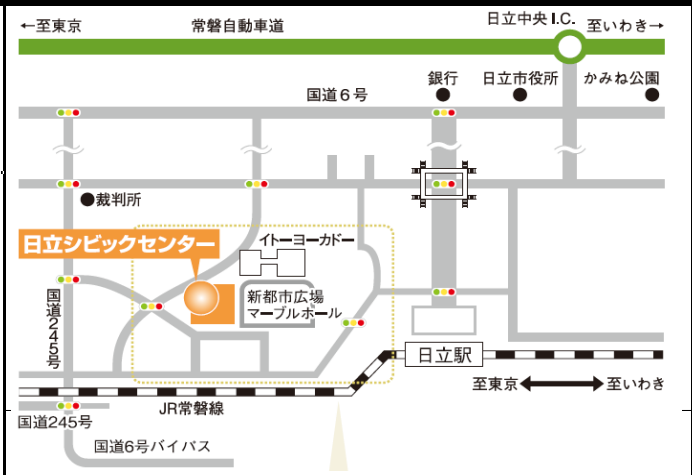 ←至東京
常磐自動車道
日立中央 I.C.
至いわき→
銀行
日立市役所
かみね公園
国道6号
裁判所
日立シビックセンター
イトーヨーカドー
新都市広場
マーブルホール
国道245号
日立駅
至東京
至いわき
JR常磐線
国道245号
国道6号バイパス